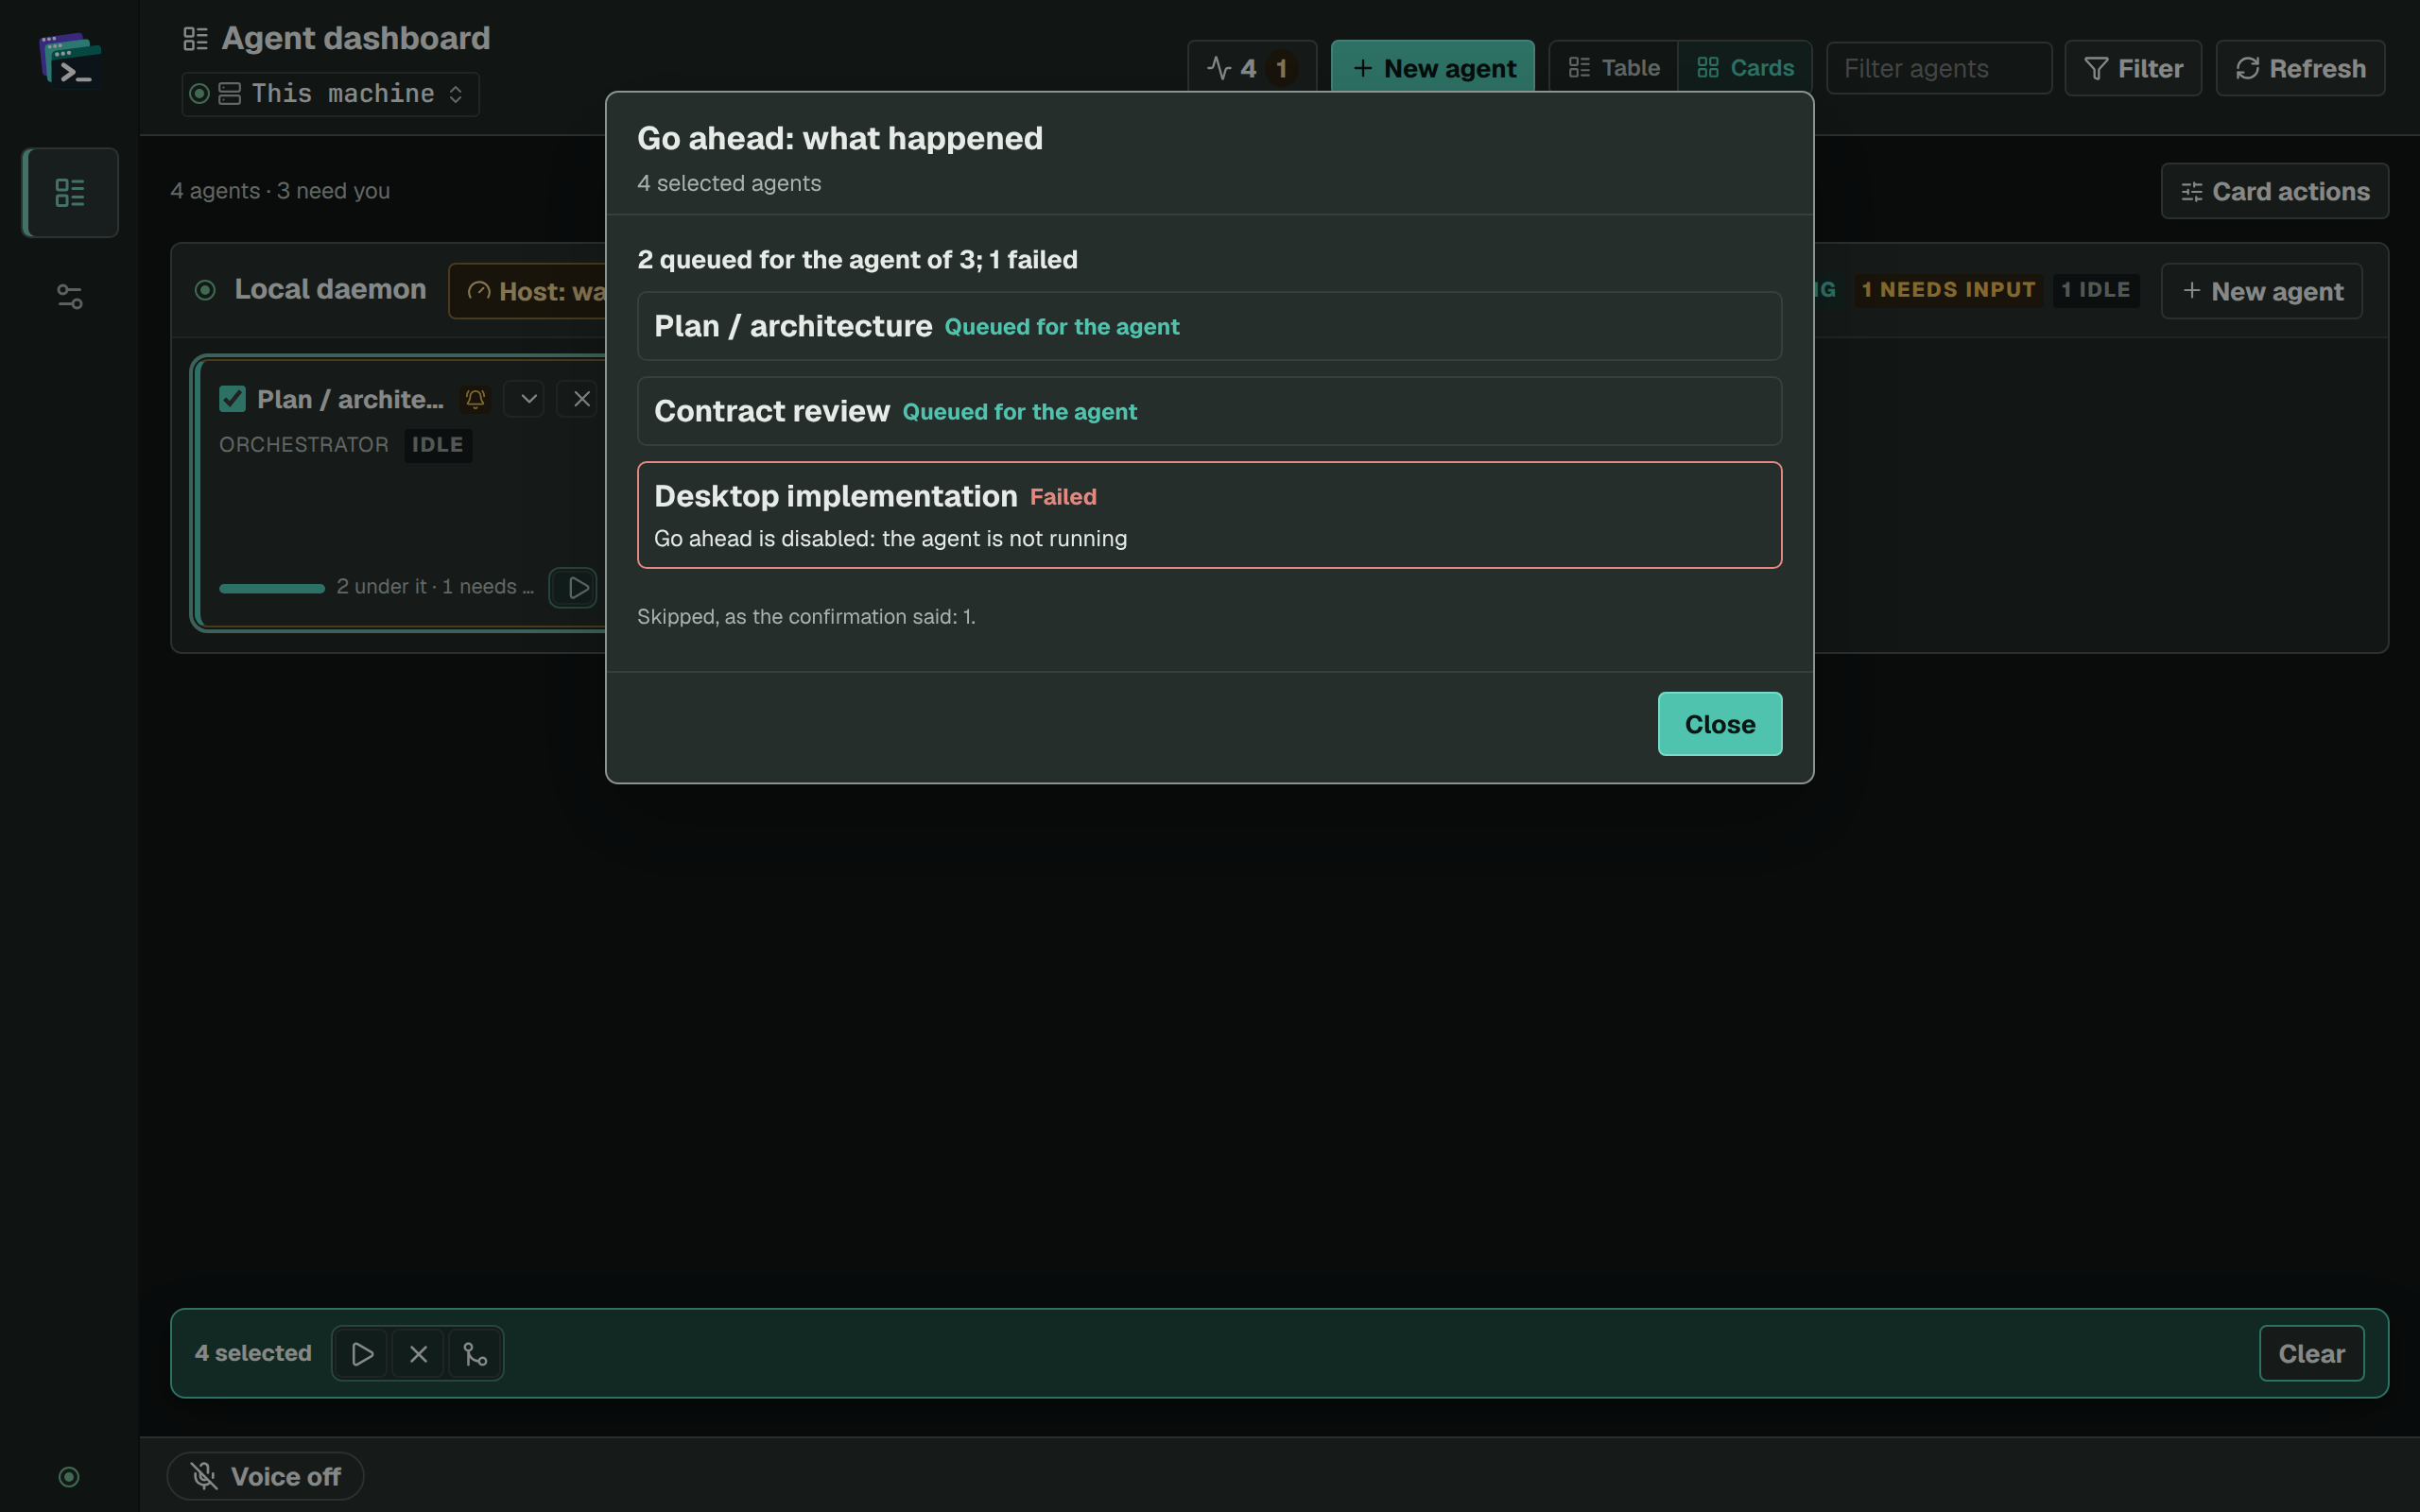 Agent dashboard
This machine
4 1
+ New agent
Table
Cards
Filter agents
Filter
Refresh
4 agents · 3 need you
Card actions
Local daemon
Host: wa
1 NEEDS INPUT
1 IDLE
+ New agent
Plan / archite…
ORCHESTRATOR IDLE
2 under it · 1 needs …
Go ahead: what happened
4 selected agents
2 queued for the agent of 3; 1 failed
Plan / architecture Queued for the agent
Contract review Queued for the agent
Desktop implementation Failed
Go ahead is disabled: the agent is not running
Skipped, as the confirmation said: 1.
Close
4 selected
Clear
Voice off